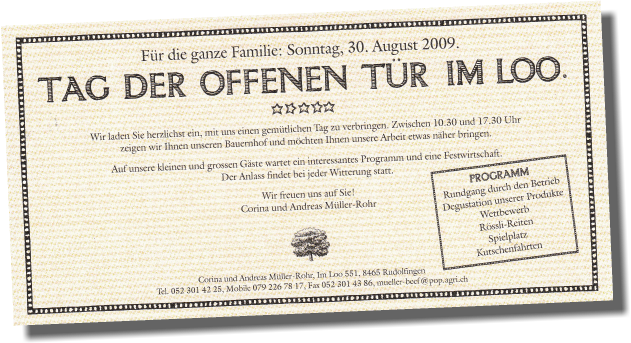 Für die ganze Familie: Sonntag, 30. August 2009.
TAG DER OFFENEN TÜR IM LOO.
Wir laden Sie herzlichst ein, mit uns einen gemütlichen Tag zu verbringen. Zwischen 10.30 und 17.30 Uhr
zeigen wir Ihnen unseren Bauernhof und möchten Ihnen unsere Arbeit etwas näher bringen.
Auf unsere kleinen und grossen Gäste wartet ein interessantes Programm und eine Festwirtschaft.
Der Anlass findet bei jeder Witterung statt.
Wir freuen uns auf Sie!
Corina und Andreas Müller-Rohr
PROGRAMM
Rundgang durch den Betrieb
Degustation unserer Produkte
Wettbewerb
Rössli-Reiten
Spielplatz
Kutschenfahrten
Corina und Andreas Müller-Rohr, Im Loo 551, 8465 Rudolfingen
Tel. 052 301 42 25, Mobile 079 226 78 17, Fax 052 301 43 86, mueller-beef@pop.agri.ch